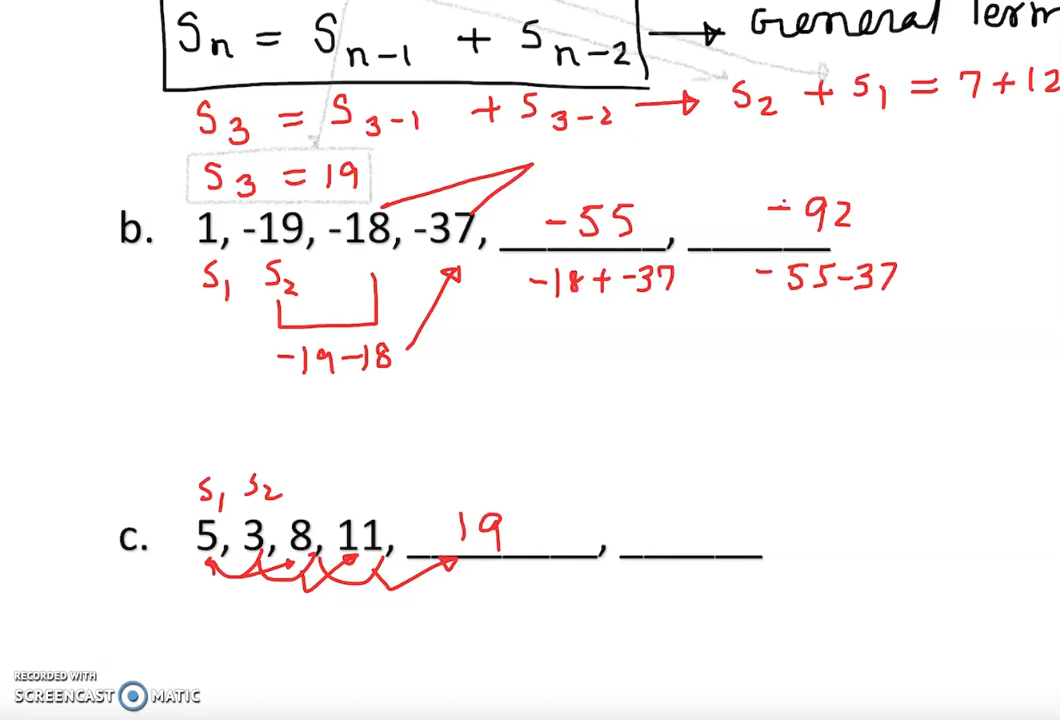 Sn = Sn-1 + Sn-2 → General Term
S3 = S3-1 + S3-2 → S2 + S1 = 7+12
S3 = 19
b. 1, -19, -18, -37, -55, -92
S1 S2 -18+-37 -55-37
-19-18
S1 S2
c. 5, 3, 8, 11, 19, ________
RECORDED WITH
SCREENCAST MATIC